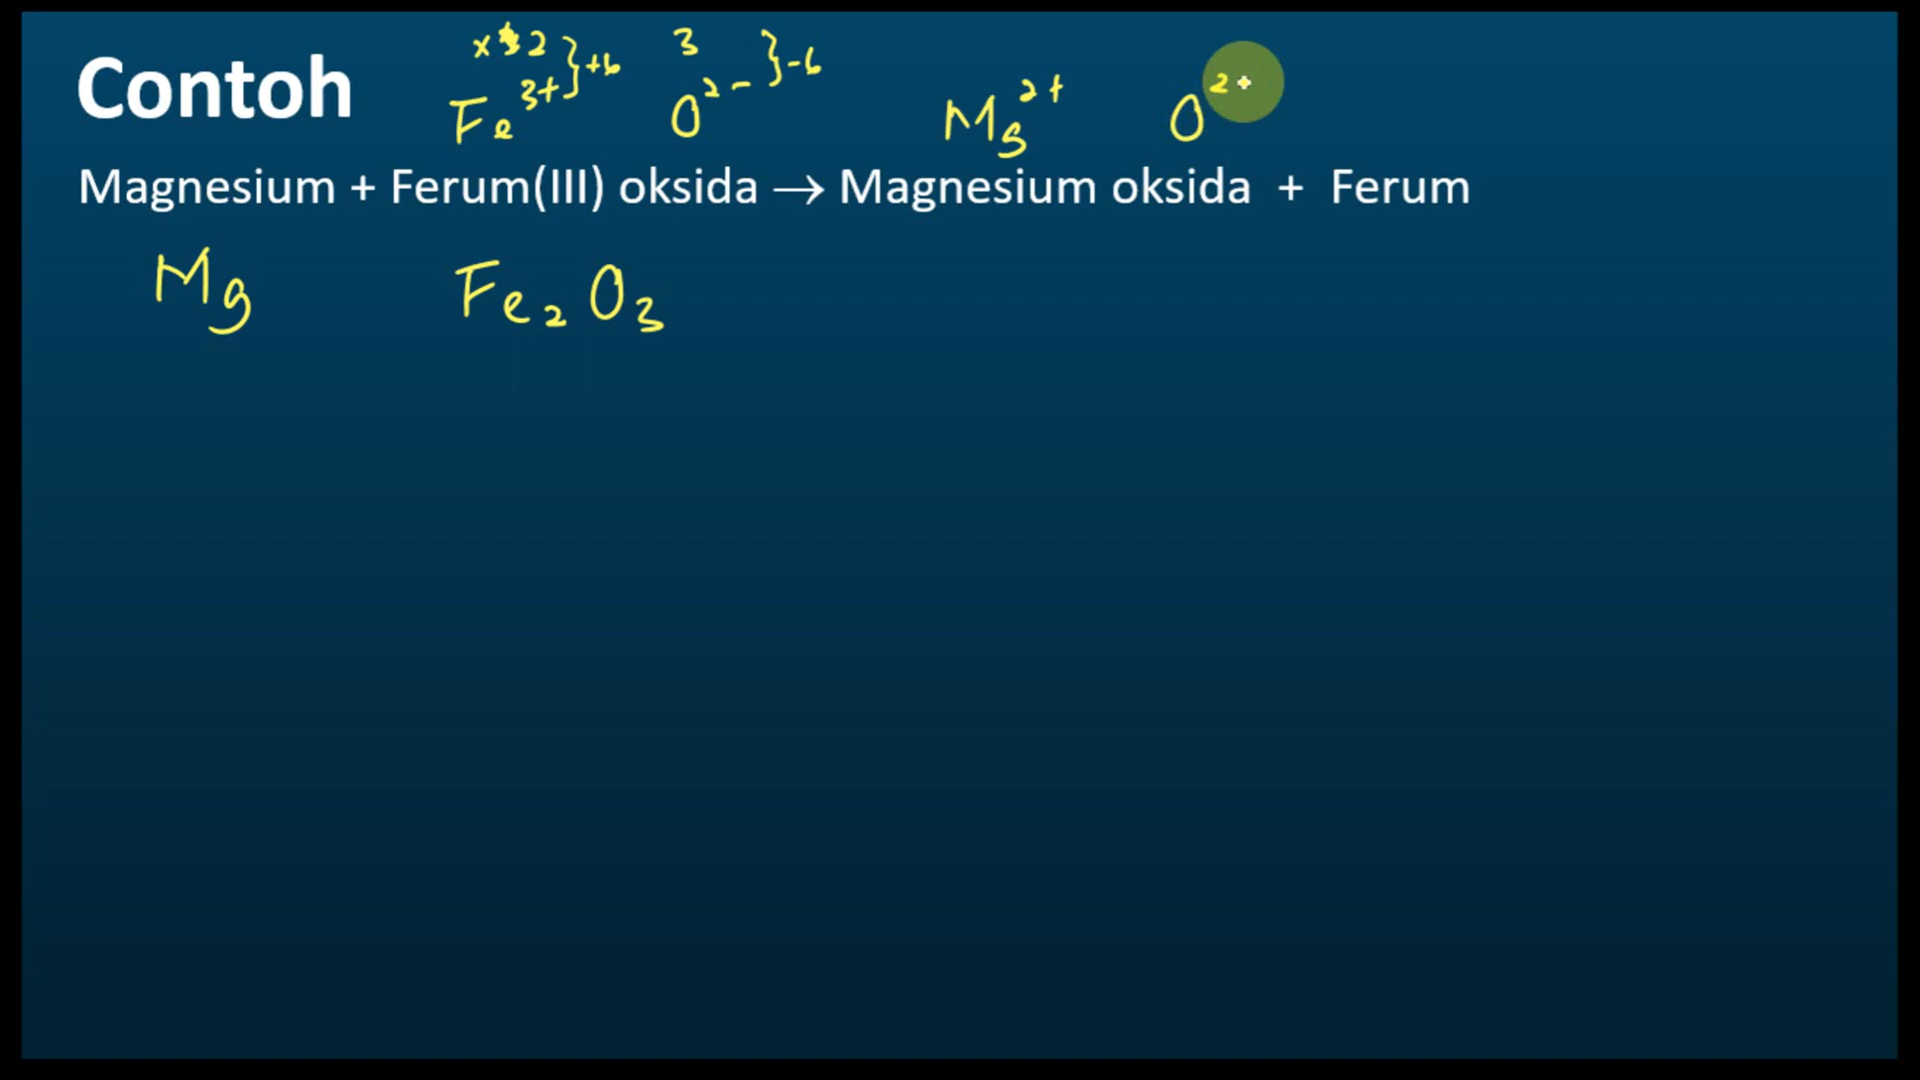 x 2 }+6 3 }-6
Contoh Fe³⁺ O²⁻ Mg²⁺ O²
Magnesium + Ferum(III) oksida → Magnesium oksida + Ferum
Mg Fe₂O₃